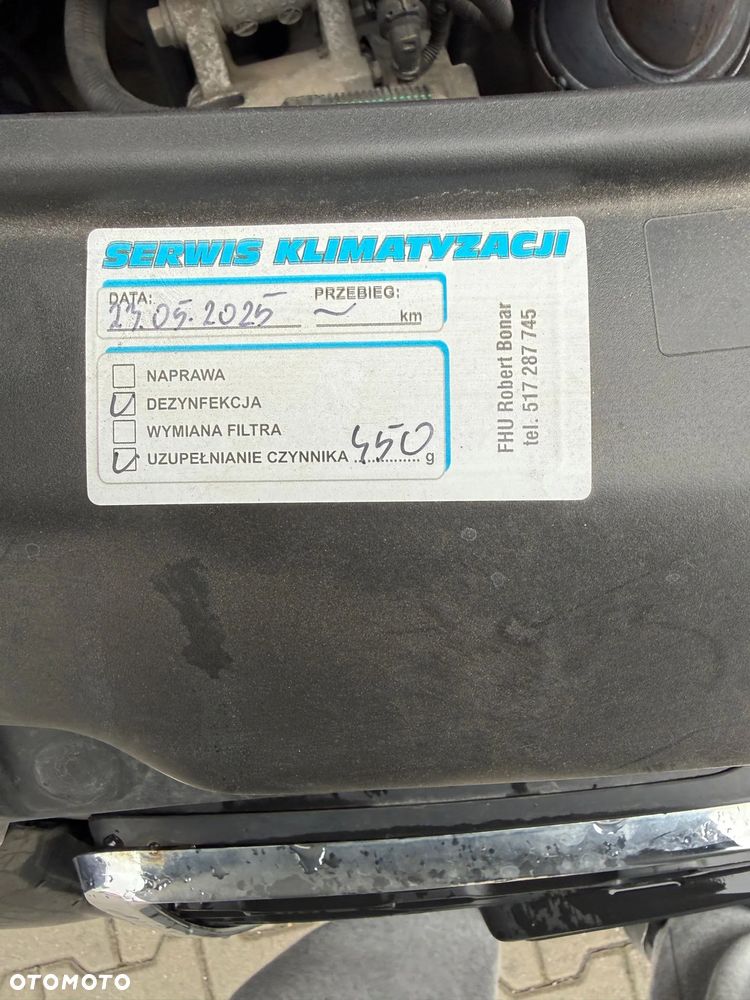 SERWIS KLIMATYZACJI
DATA: PRZEBIEG:
23.05.2025 ~ km
NAPRAWA
DEZYNFEKCJA
WYMIANA FILTRA
UZUPEŁNIANIE CZYNNIKA 450 g
FHU Robert Bonar
tel. 517 287 745
OTOMOTO